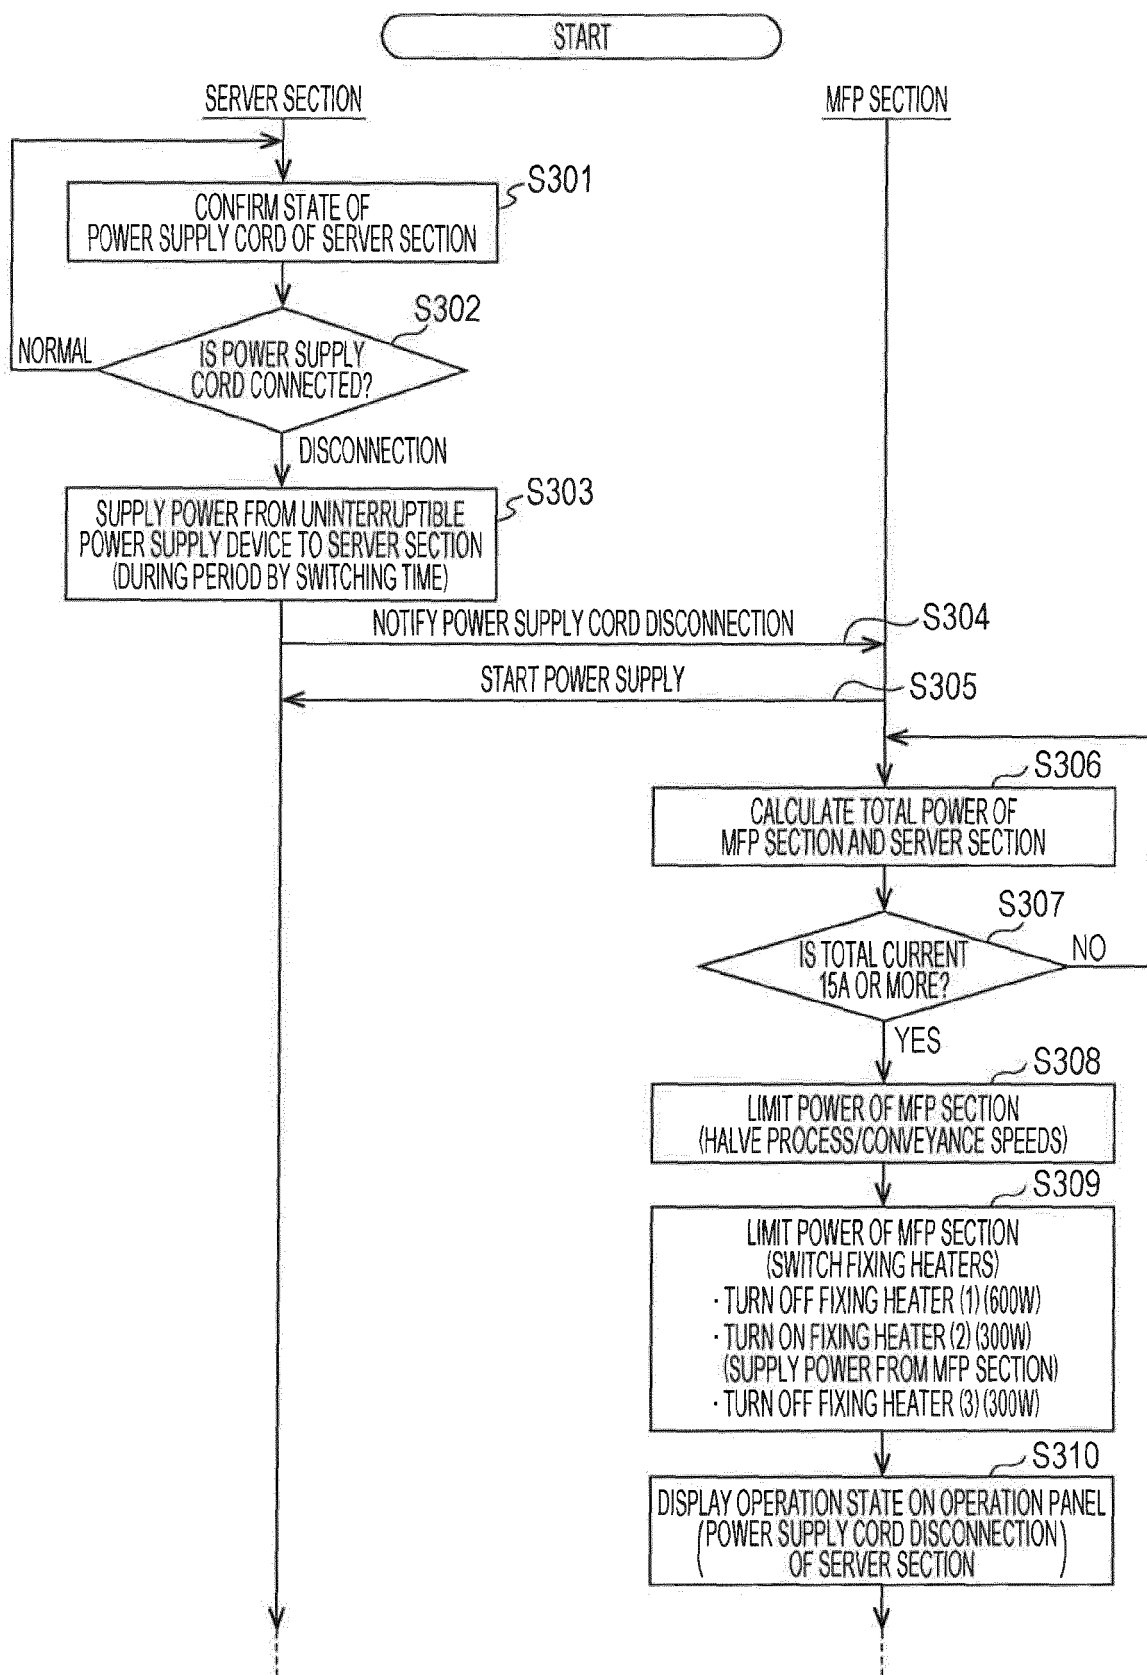 START
SERVER SECTION
MFP SECTION
S301
CONFIRM STATE OF
POWER SUPPLY CORD OF SERVER SECTION
S302
NORMAL
IS POWER SUPPLY
CORD CONNECTED?
DISCONNECTION
S303
SUPPLY POWER FROM UNINTERRUPTIBLE
POWER SUPPLY DEVICE TO SERVER SECTION
(DURING PERIOD BY SWITCHING TIME)
NOTIFY POWER SUPPLY CORD DISCONNECTION
S304
START POWER SUPPLY
S305
S306
CALCULATE TOTAL POWER OF
MFP SECTION AND SERVER SECTION
S307
IS TOTAL CURRENT
15A OR MORE?
NO
YES
S308
LIMIT POWER OF MFP SECTION
(HALVE PROCESS/CONVEYANCE SPEEDS)
S309
LIMIT POWER OF MFP SECTION
(SWITCH FIXING HEATERS)
· TURN OFF FIXING HEATER (1) (600W)
· TURN ON FIXING HEATER (2) (300W)
(SUPPLY POWER FROM MFP SECTION)
· TURN OFF FIXING HEATER (3) (300W)
S310
DISPLAY OPERATION STATE ON OPERATION PANEL
(POWER SUPPLY CORD DISCONNECTION
OF SERVER SECTION)